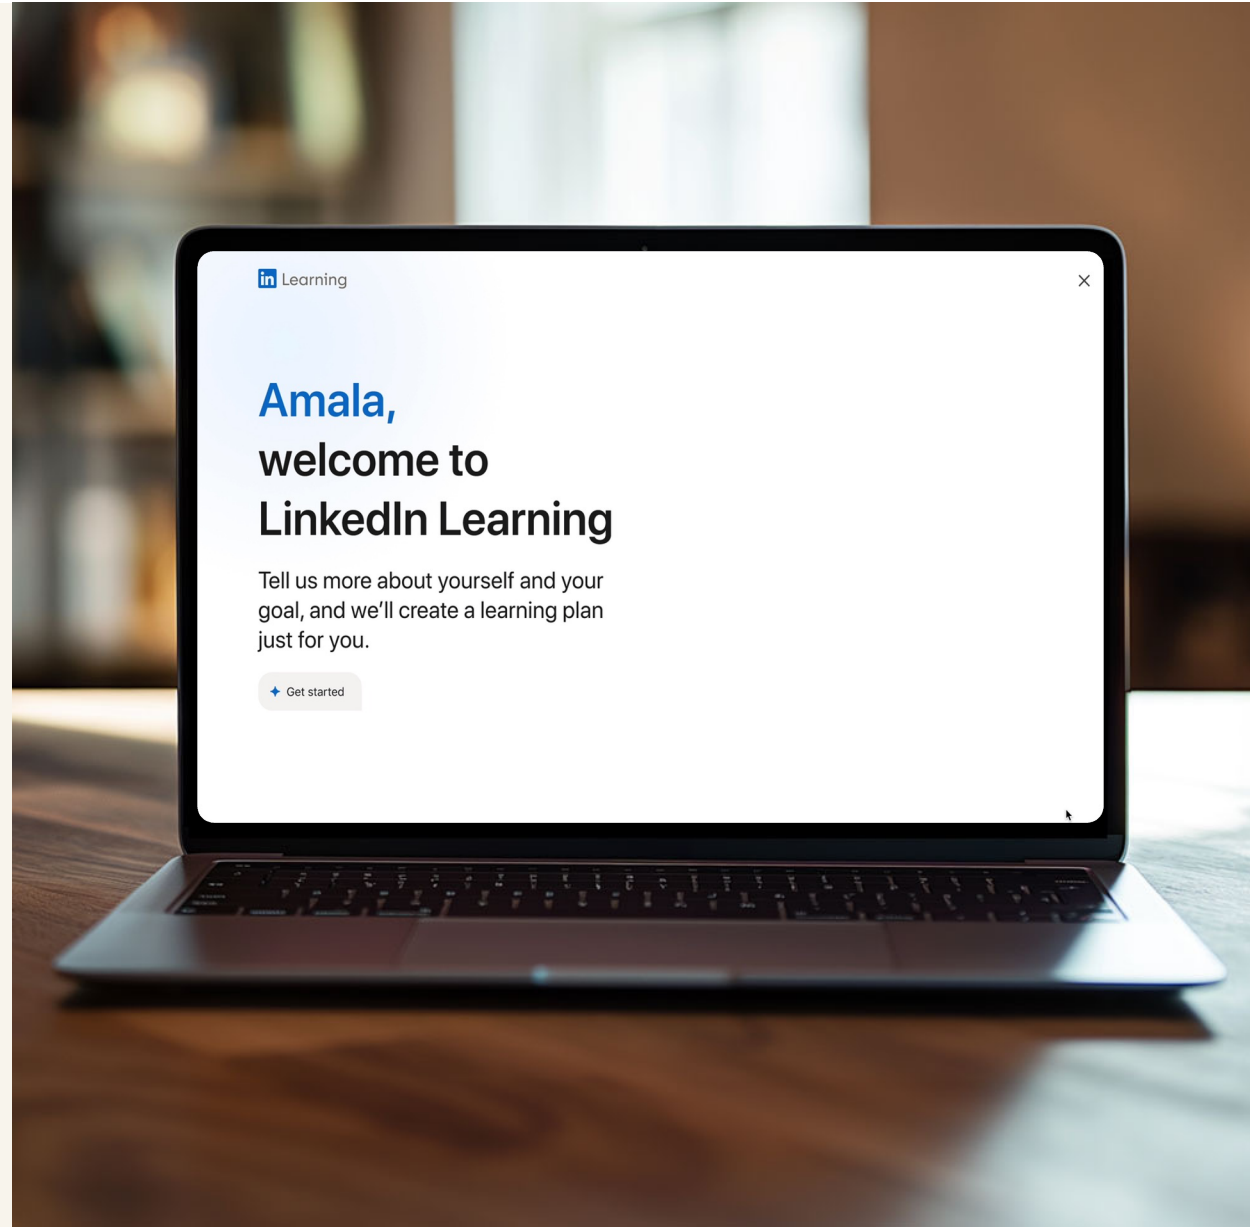 in Learning
Amala,
welcome to
LinkedIn Learning
Tell us more about yourself and your
goal, and we’ll create a learning plan
just for you.
Get started